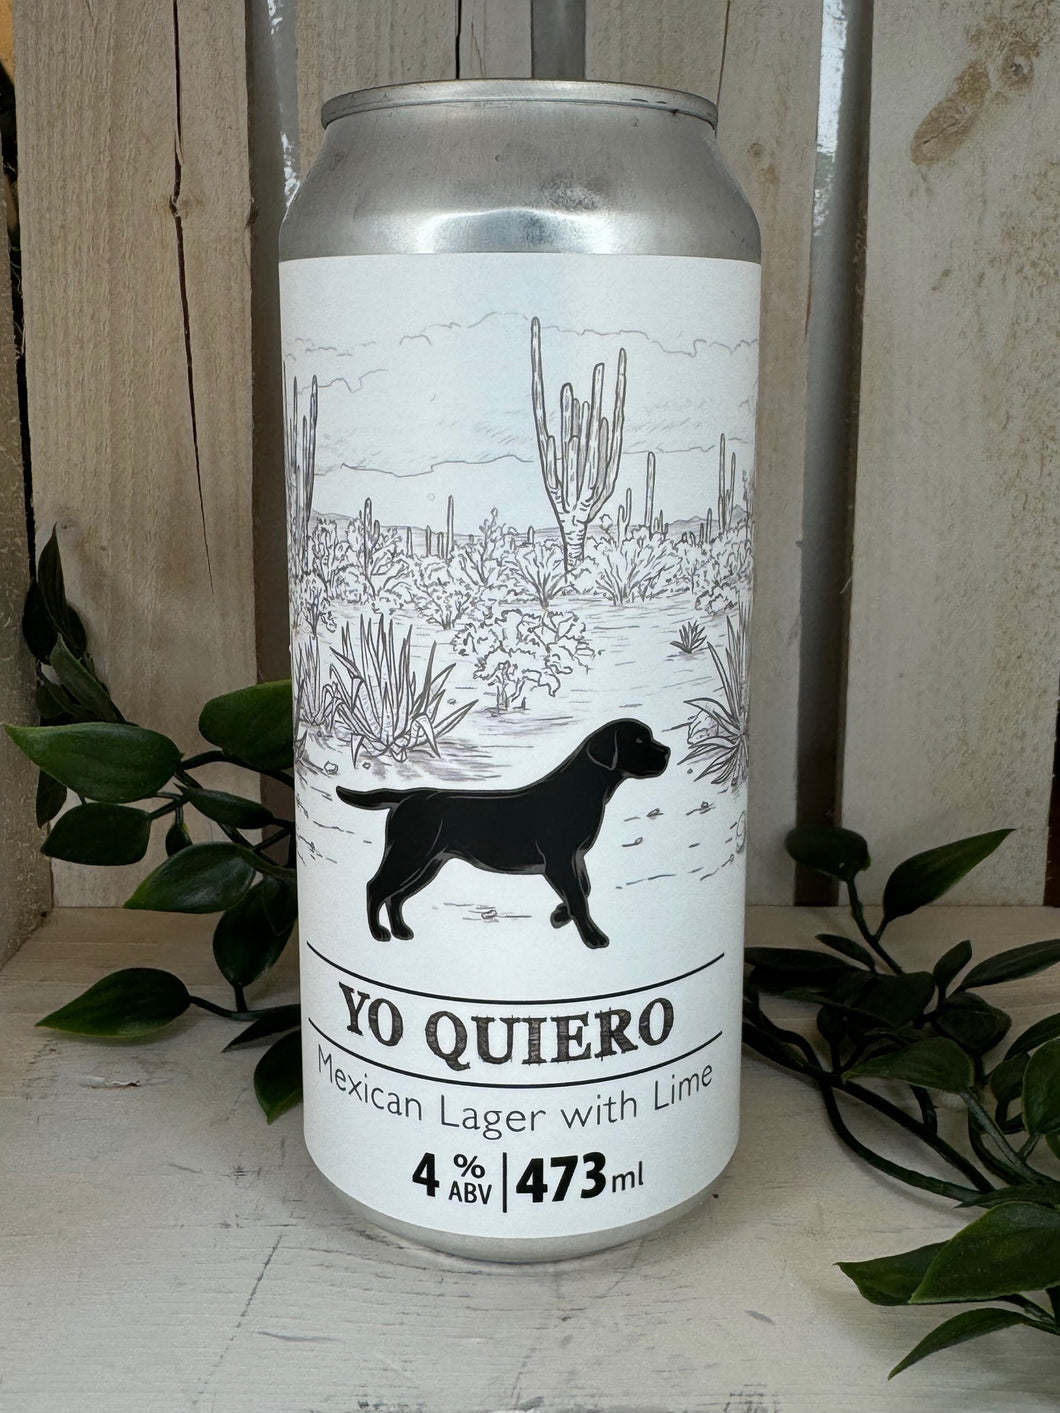 YO QUIERO
Mexican Lager with Lime
4 % ABV | 473 ml